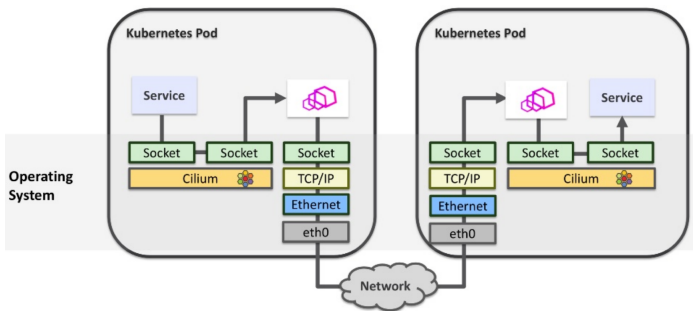 Kubernetes Pod
Kubernetes Pod
Service
Service
Operating
System
Socket
Socket
Socket
Socket
Socket
Socket
Cilium
TCP/IP
TCP/IP
Cilium
Ethernet
Ethernet
eth0
eth0
Network